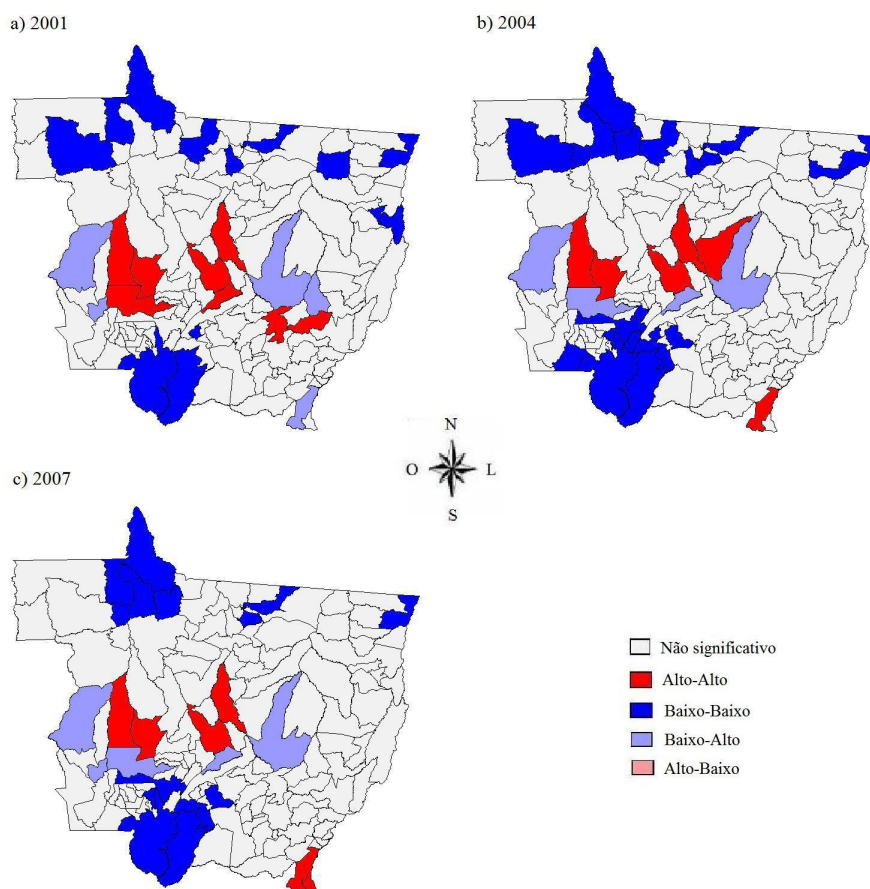 a) 2001
b) 2004
N
O
L
S
c) 2007
Não significativo
Alto-Alto
Baixo-Baixo
Baixo-Alto
Alto-Baixo